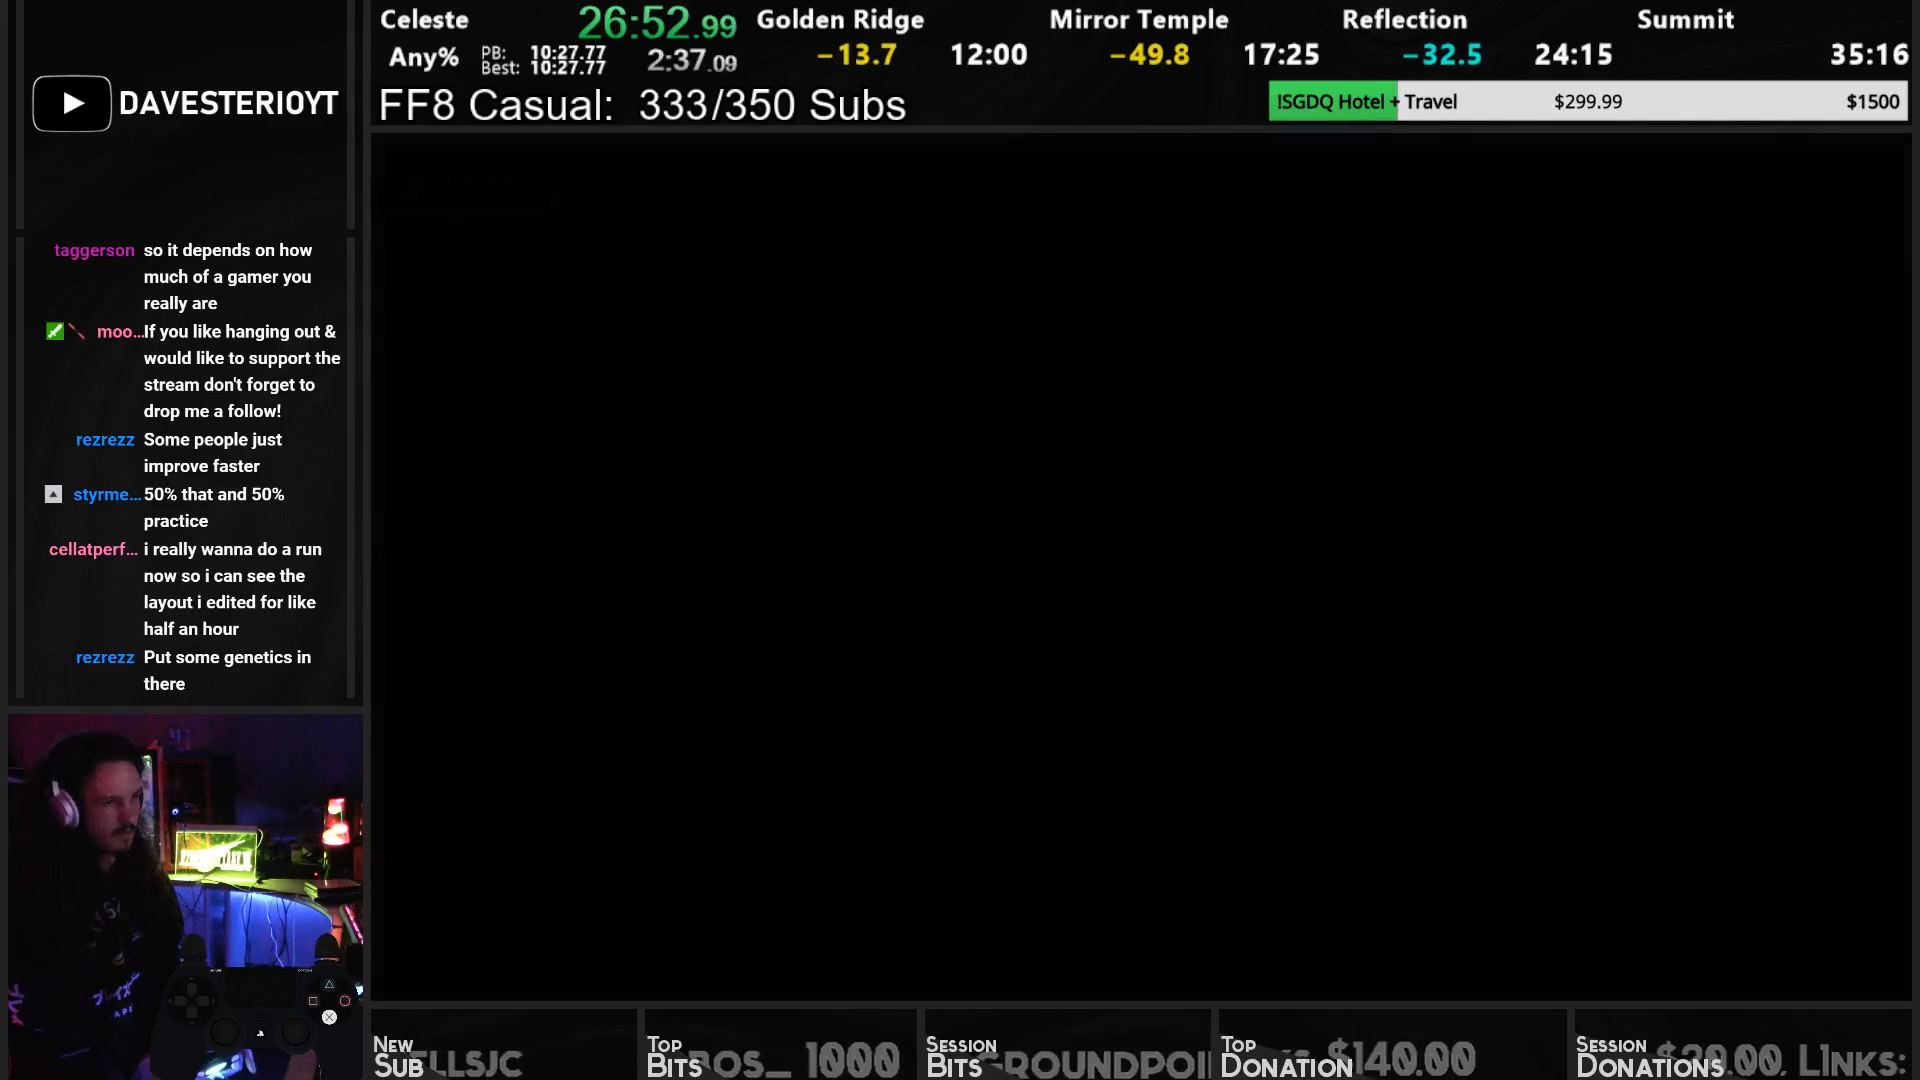 Celeste
26:52.99
Golden Ridge
Mirror Temple
Reflection
Summit
Any%
PB: 10:27.77
Best: 10:27.77
2:37.09
−13.7
12:00
−49.8
17:25
−32.5
24:15
35:16
DAVESTERIOYT
FF8 Casual: 333/350 Subs
!SGDQ Hotel + Travel
$299.99
$1500
taggerson so it depends on how
much of a gamer you
really are
moo... If you like hanging out &
would like to support the
stream don't forget to
drop me a follow!
rezrezz Some people just
improve faster
styrme... 50% that and 50%
practice
cellatperf... i really wanna do a run
now so i can see the
layout i edited for like
half an hour
rezrezz Put some genetics in
there
New
Sub
LLSJC
Top
Bits
ROS_ 1000
Session
Bits
GROUNDPOI
Top
Donation
$140.00
Session
Donations
$20.00, Links: